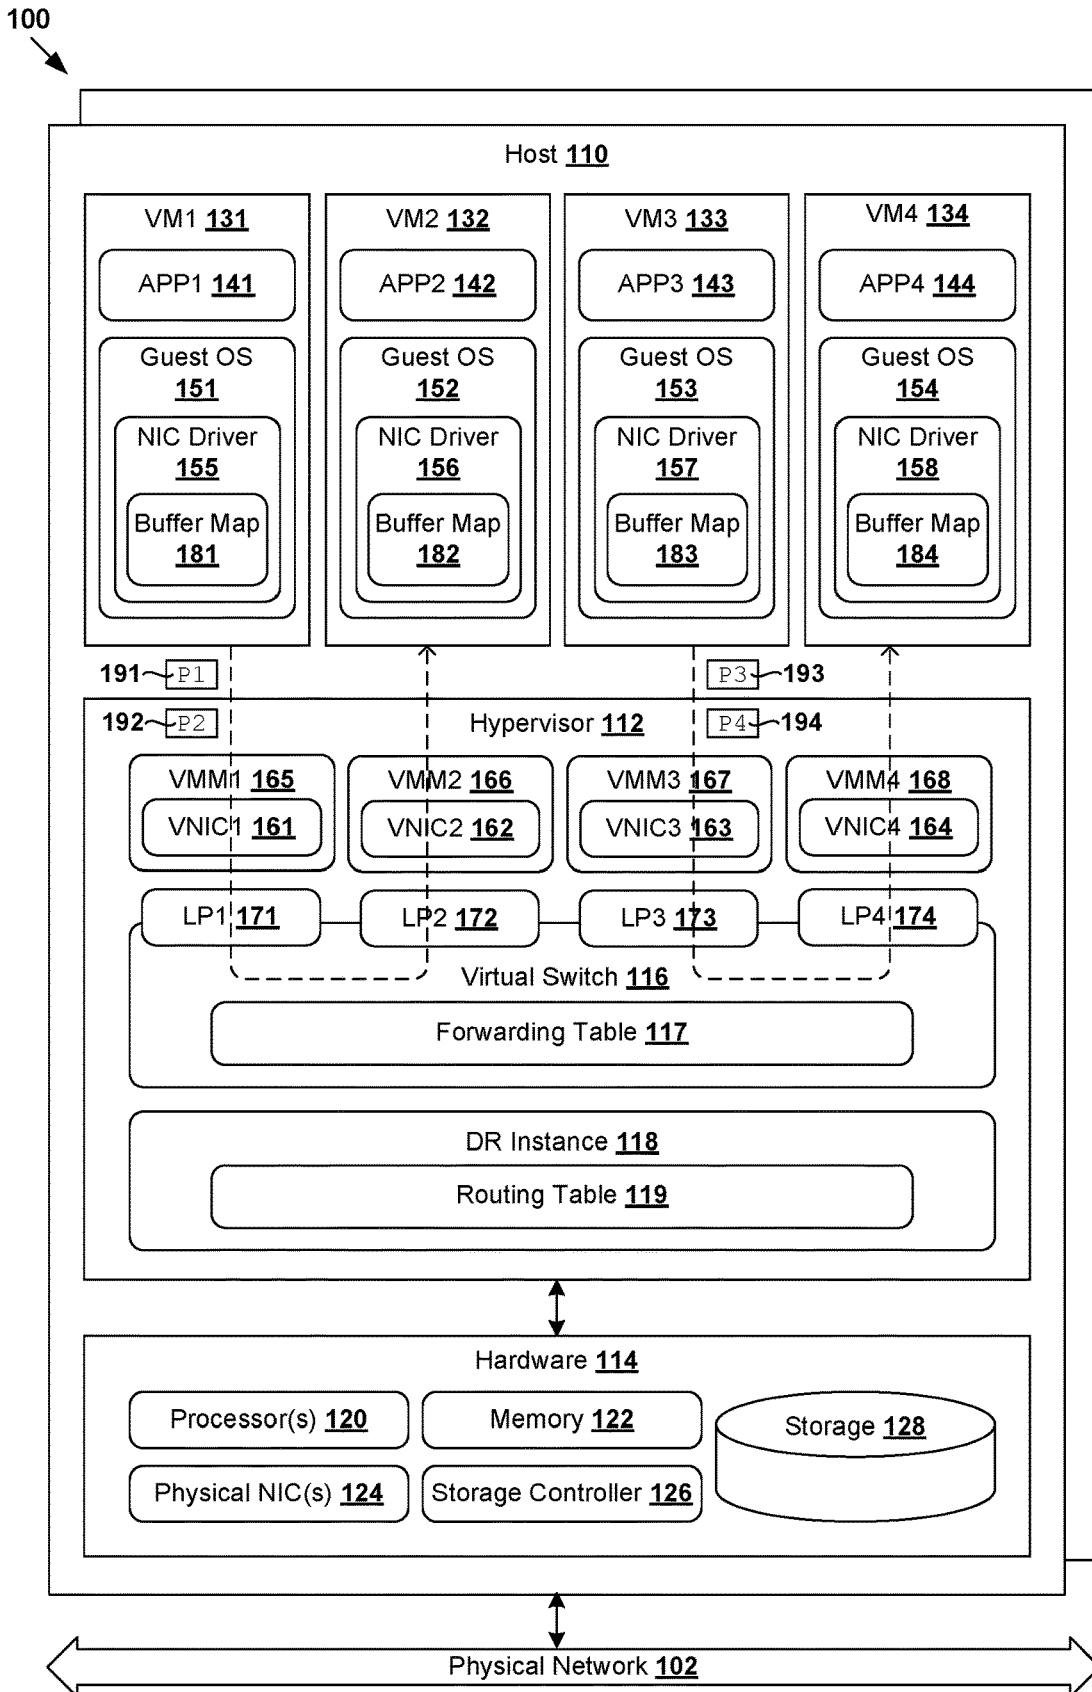 100
Host 110
VM1 131
VM2 132
VM3 133
VM4 134
APP1 141
APP2 142
APP3 143
APP4 144
Guest OS
151
Guest OS
152
Guest OS
153
Guest OS
154
NIC Driver
155
NIC Driver
156
NIC Driver
157
NIC Driver
158
Buffer Map
181
Buffer Map
182
Buffer Map
183
Buffer Map
184
191 P1
P3 193
192 P2
Hypervisor 112
P4 194
VMM1 165
VMM2 166
VMM3 167
VMM4 168
VNIC1 161
VNIC2 162
VNIC3 163
VNIC4 164
LP1 171
LP2 172
LP3 173
LP4 174
Virtual Switch 116
Forwarding Table 117
DR Instance 118
Routing Table 119
Hardware 114
Processor(s) 120
Memory 122
Storage 128
Physical NIC(s) 124
Storage Controller 126
Physical Network 102